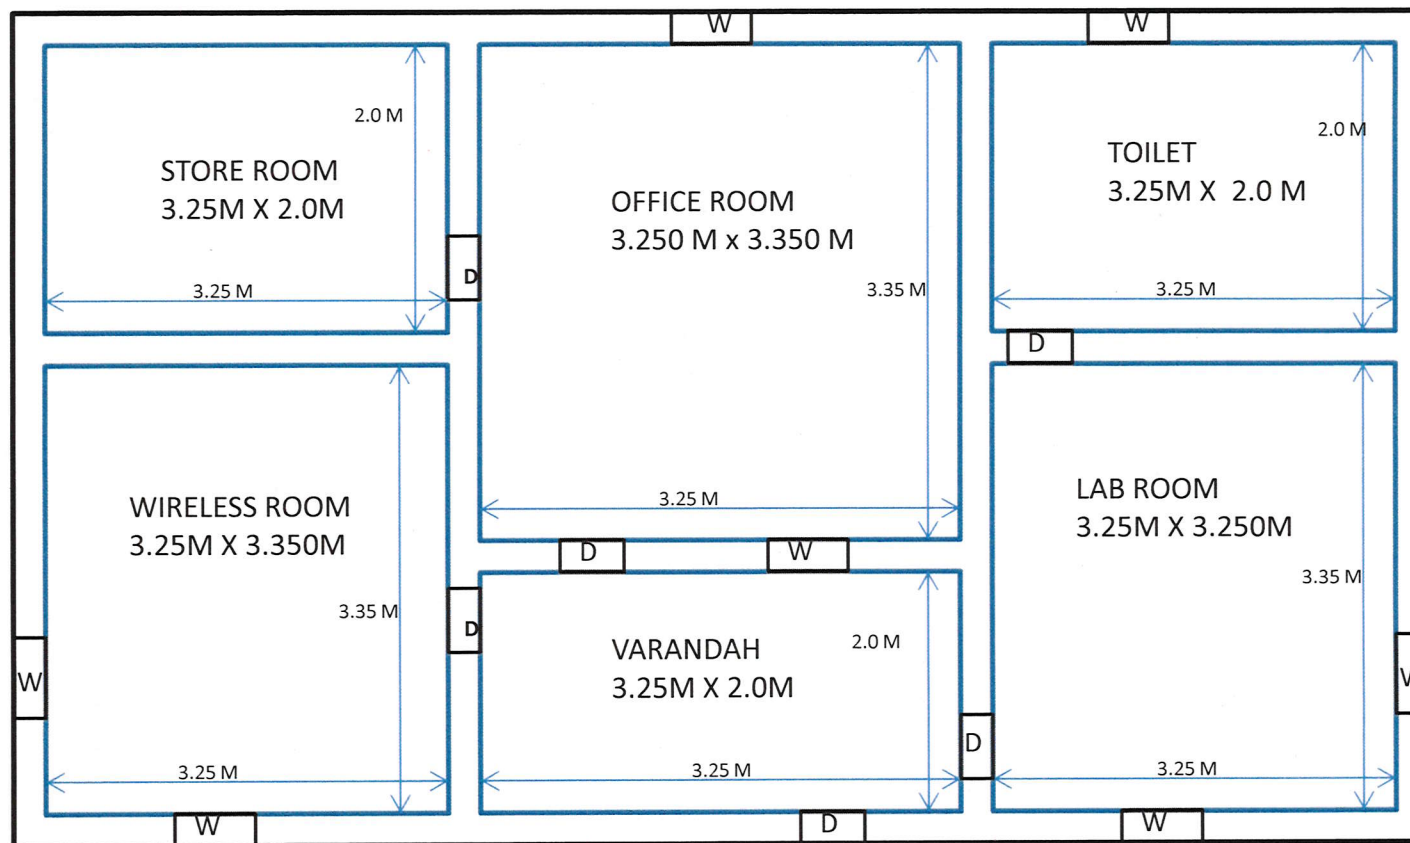 W
W
2.0 M
STORE ROOM
3.25M X 2.0M
D
3.25 M
OFFICE ROOM
3.250 M x 3.350 M
3.35 M
3.25 M
2.0 M
TOILET
3.25M X 2.0 M
3.25 M
D
WIRELESS ROOM
3.25M X 3.350M
3.35 M
W
3.25 M
W
D
D
W
VARANDAH
3.25M X 2.0M
2.0 M
3.25 M
D
D
LAB ROOM
3.25M X 3.250M
3.35 M
3.25 M
W